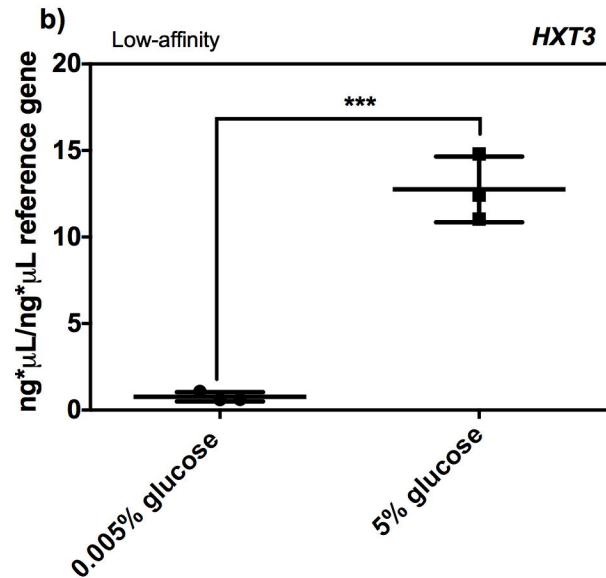 b)
Low-affinity
HXT3
ng*μL/ng*μL reference gene
20
15
10
5
0
***
0.005% glucose
5% glucose